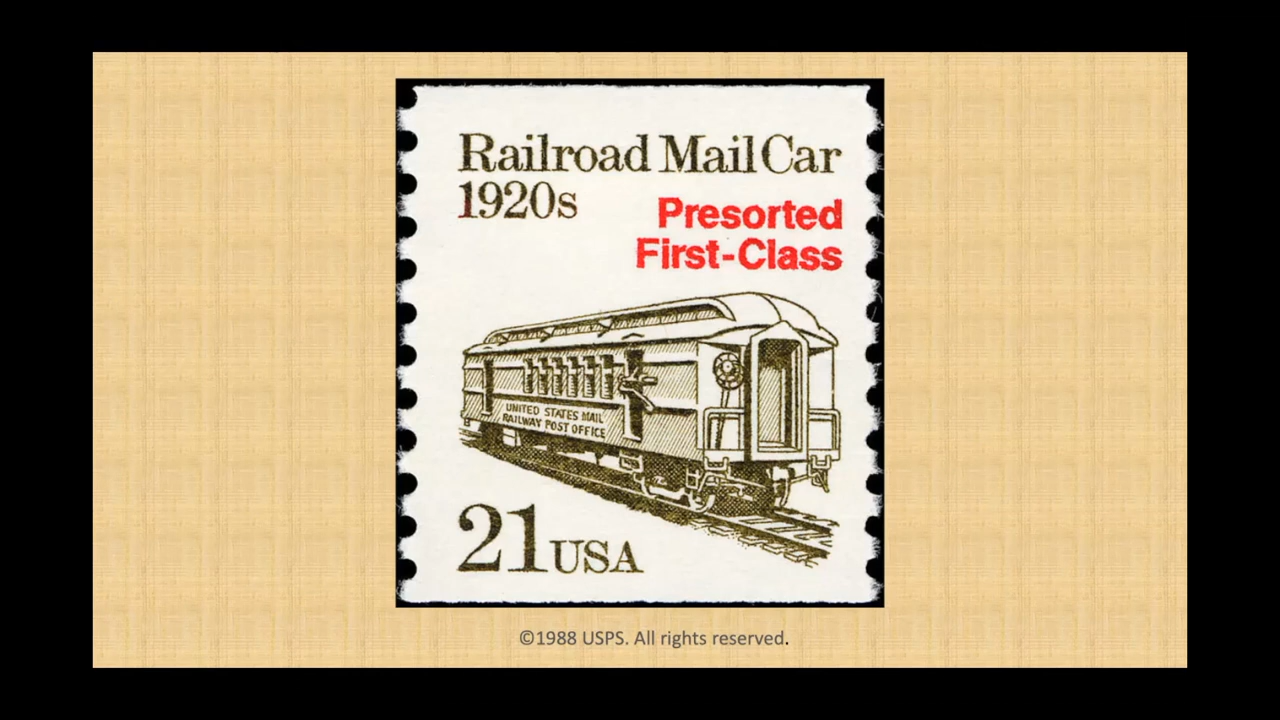 Railroad Mail Car
1920s
Presorted
First-Class
UNITED STATES MAIL
RAILWAY POST OFFICE
21USA
©1988 USPS. All rights reserved.